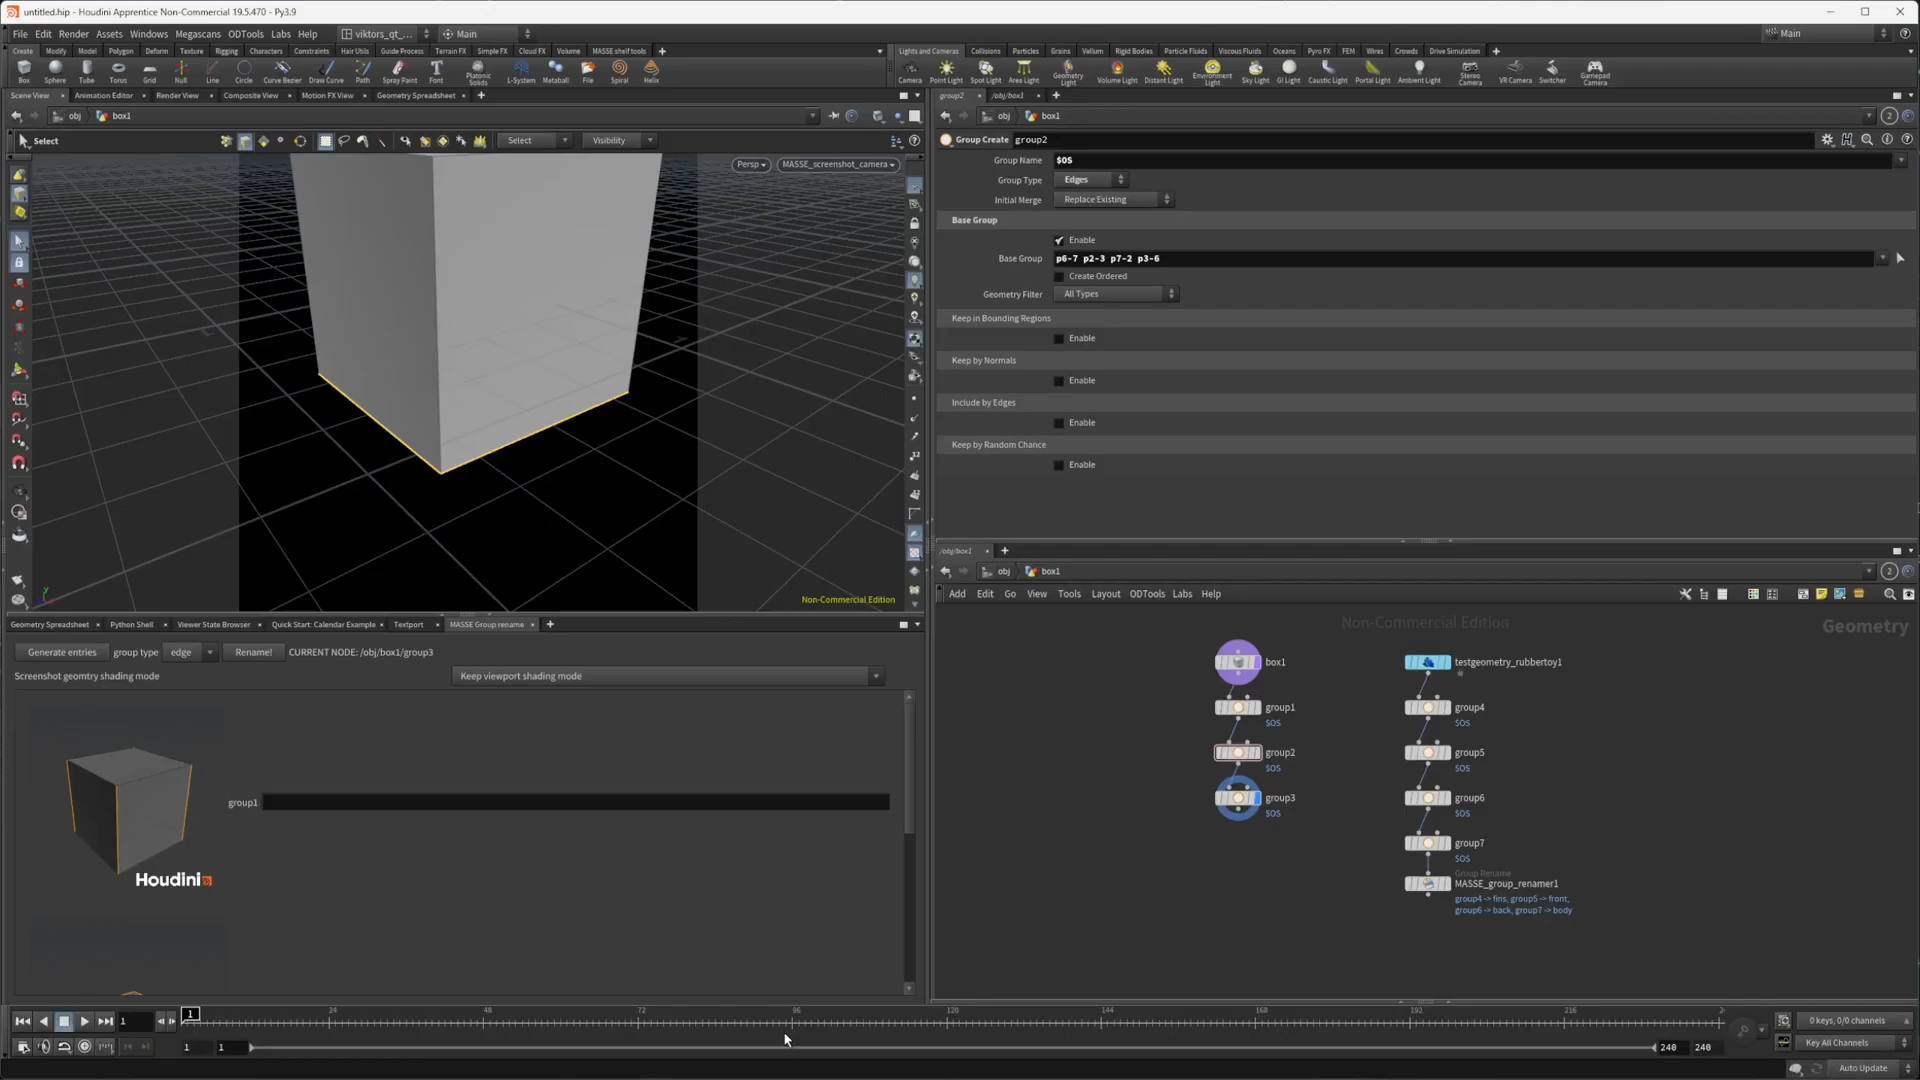 untitled.hip - Houdini Apprentice Non-Commercial 19.5.470 - Py3.9
File Edit Render Assets Windows Megascans ODTools Labs Help viktors_qt_... Main Main
Create Modify Model Polygon Deform Texture Rigging Characters Constraints Hair Utils Guide Process Terrain FX Simple FX Cloud FX Volume MASSE shelf tools
Box Sphere Tube Torus Grid Null Line Circle Curve Bezier Draw Curve Path Spray Paint Font Platonic Solids L-System Metaball File Spiral Helix
Lights and Cameras Collisions Particles Grains Vellum Rigid Bodies Particle Fluids Viscous Fluids Oceans Pyro FX FEM Wires Crowds Drive Simulation
Camera Point Light Spot Light Area Light Geometry Light Volume Light Distant Light Environment Light Sky Light GI Light Caustic Light Portal Light Ambient Light Stereo Camera VR Camera Switcher Gamepad Camera
Scene View Animation Editor Render View Composite View Motion FX View Geometry Spreadsheet
obj box1
Select Select Visibility
Persp MASSE_screenshot_camera
Non-Commercial Edition
group2 /obj/box1
obj box1 2
Group Create group2
Group Name $OS
Group Type Edges
Initial Merge Replace Existing
Base Group
Enable
Base Group p6-7 p2-3 p7-2 p3-6
Create Ordered
Geometry Filter All Types
Keep in Bounding Regions
Enable
Keep by Normals
Enable
Include by Edges
Enable
Keep by Random Chance
Enable
Geometry Spreadsheet Python Shell Viewer State Browser Quick Start: Calendar Example Textport MASSE Group rename
Generate entries group type edge Rename! CURRENT NODE: /obj/box1/group3
Screenshot geomtry shading mode Keep viewport shading mode
group1
Houdini
/obj/box1
obj box1 2
Add Edit Go View Tools Layout ODTools Labs Help
Non-Commercial Edition
Geometry
box1
group1
$OS
group2
$OS
group3
$OS
testgeometry_rubbertoy1
group4
$OS
group5
$OS
group6
$OS
group7
$OS
Group Rename
MASSE_group_renamer1
group4 -> fins, group5 -> front,
group6 -> back, group7 -> body
1 1 24 48 72 96 120 144 168 192 216 2
0 keys, 0/0 channels
1 1 240 240
Key All Channels
Auto Update